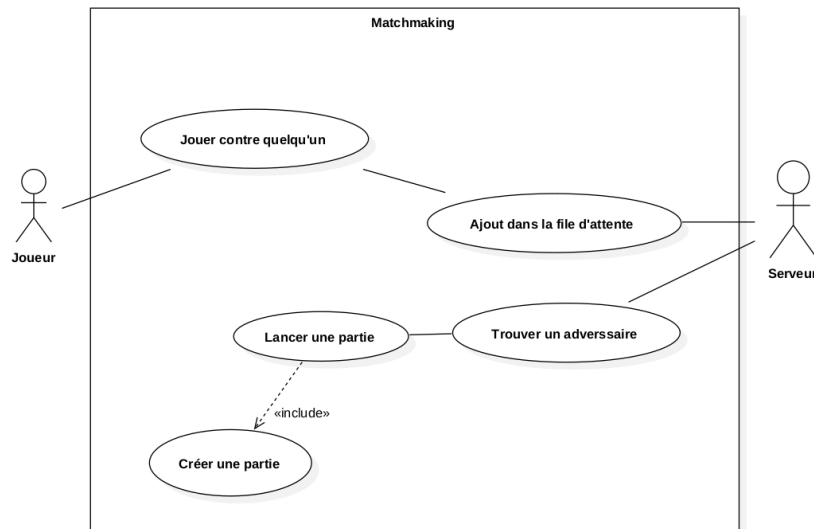 Matchmaking
Jouer contre quelqu'un
Ajout dans la file d'attente
Joueur
Serveur
Lancer une partie
Trouver un adverssaire
«include»
Créer une partie